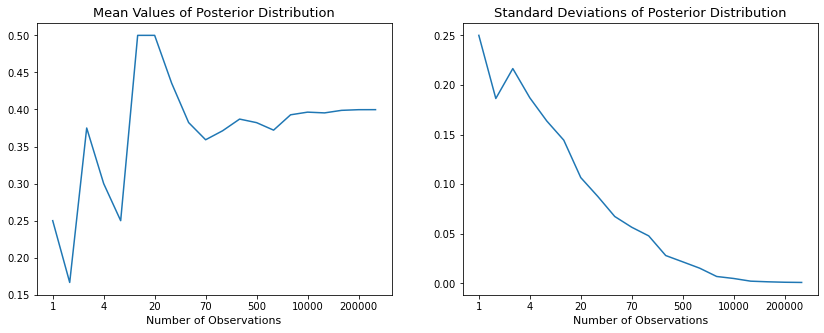 Mean Values of Posterior Distribution
0.50
0.45
0.40
0.35
0.30
0.25
0.20
0.15
1 4 20 70 500 10000 200000
Number of Observations
Standard Deviations of Posterior Distribution
0.25
0.20
0.15
0.10
0.05
0.00
1 4 20 70 500 10000 200000
Number of Observations